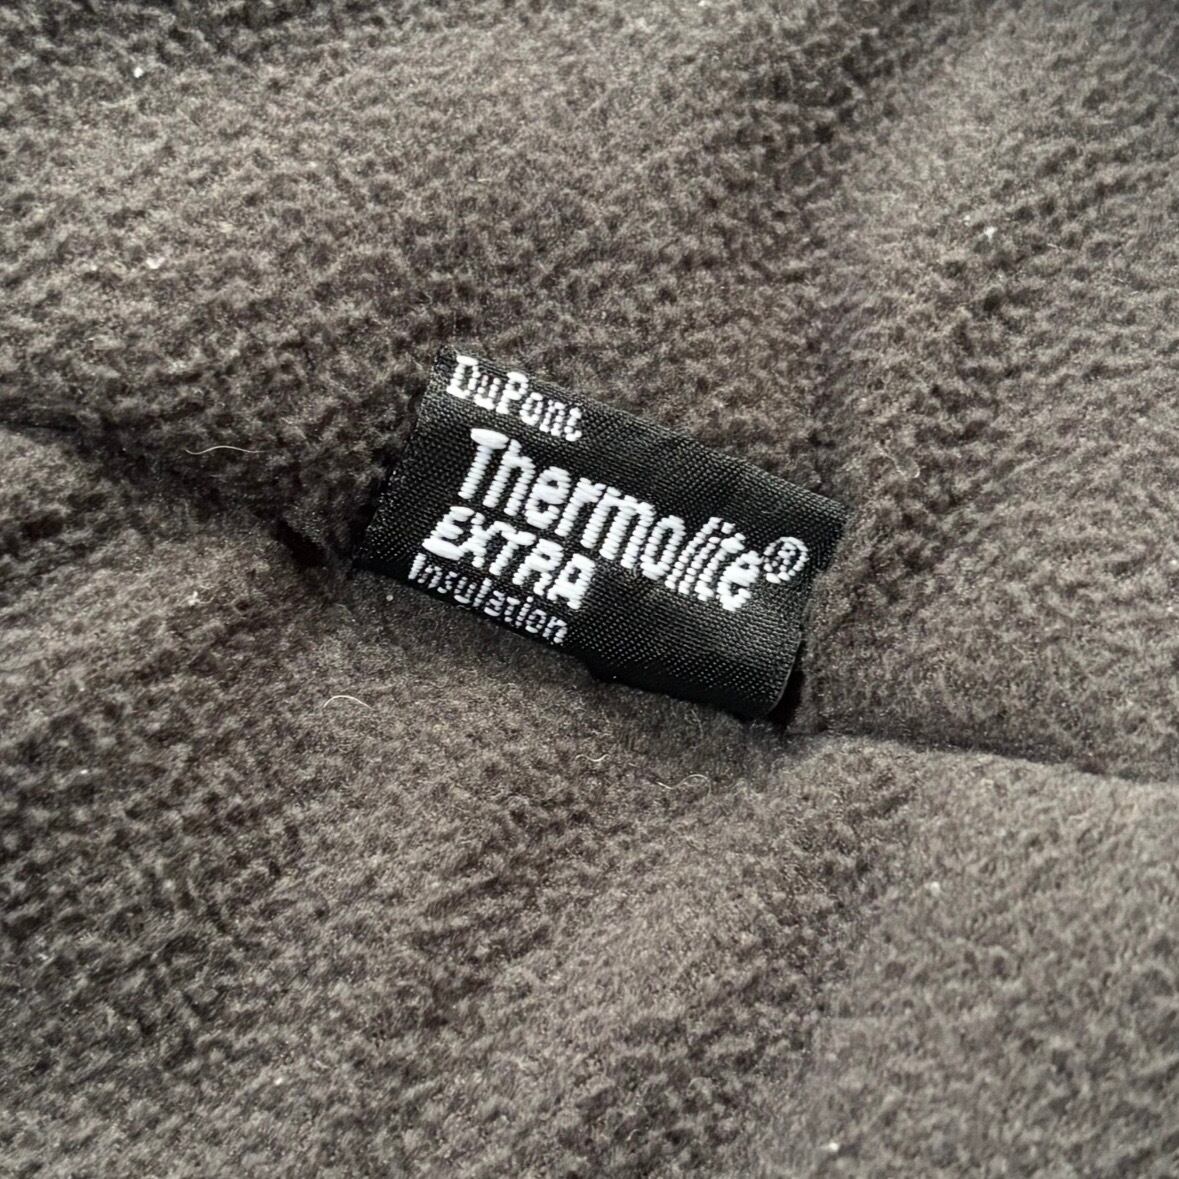 DuPont
Thermolite®
EXTRA
Insulation